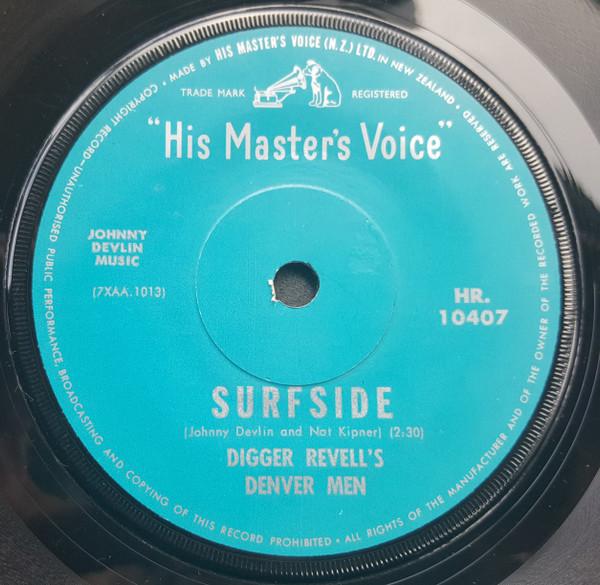 MADE BY HIS MASTER'S VOICE (N.Z.) LTD. IN NEW ZEALAND
TRADE MARK REGISTERED
"His Master's Voice"
JOHNNY
DEVLIN
MUSIC
(7XAA.1013)
HR.
10407
SURFSIDE
(Johnny Devlin and Nat Kipner) (2:30)
DIGGER REVELL'S
DENVER MEN
COPYRIGHT RECORD—UNAUTHORISED PUBLIC PERFORMANCE, BROADCASTING AND COPYING OF THIS RECORD PROHIBITED • ALL RIGHTS OF THE MANUFACTURER AND OF THE OWNER OF THE RECORDED WORK ARE RESERVED •